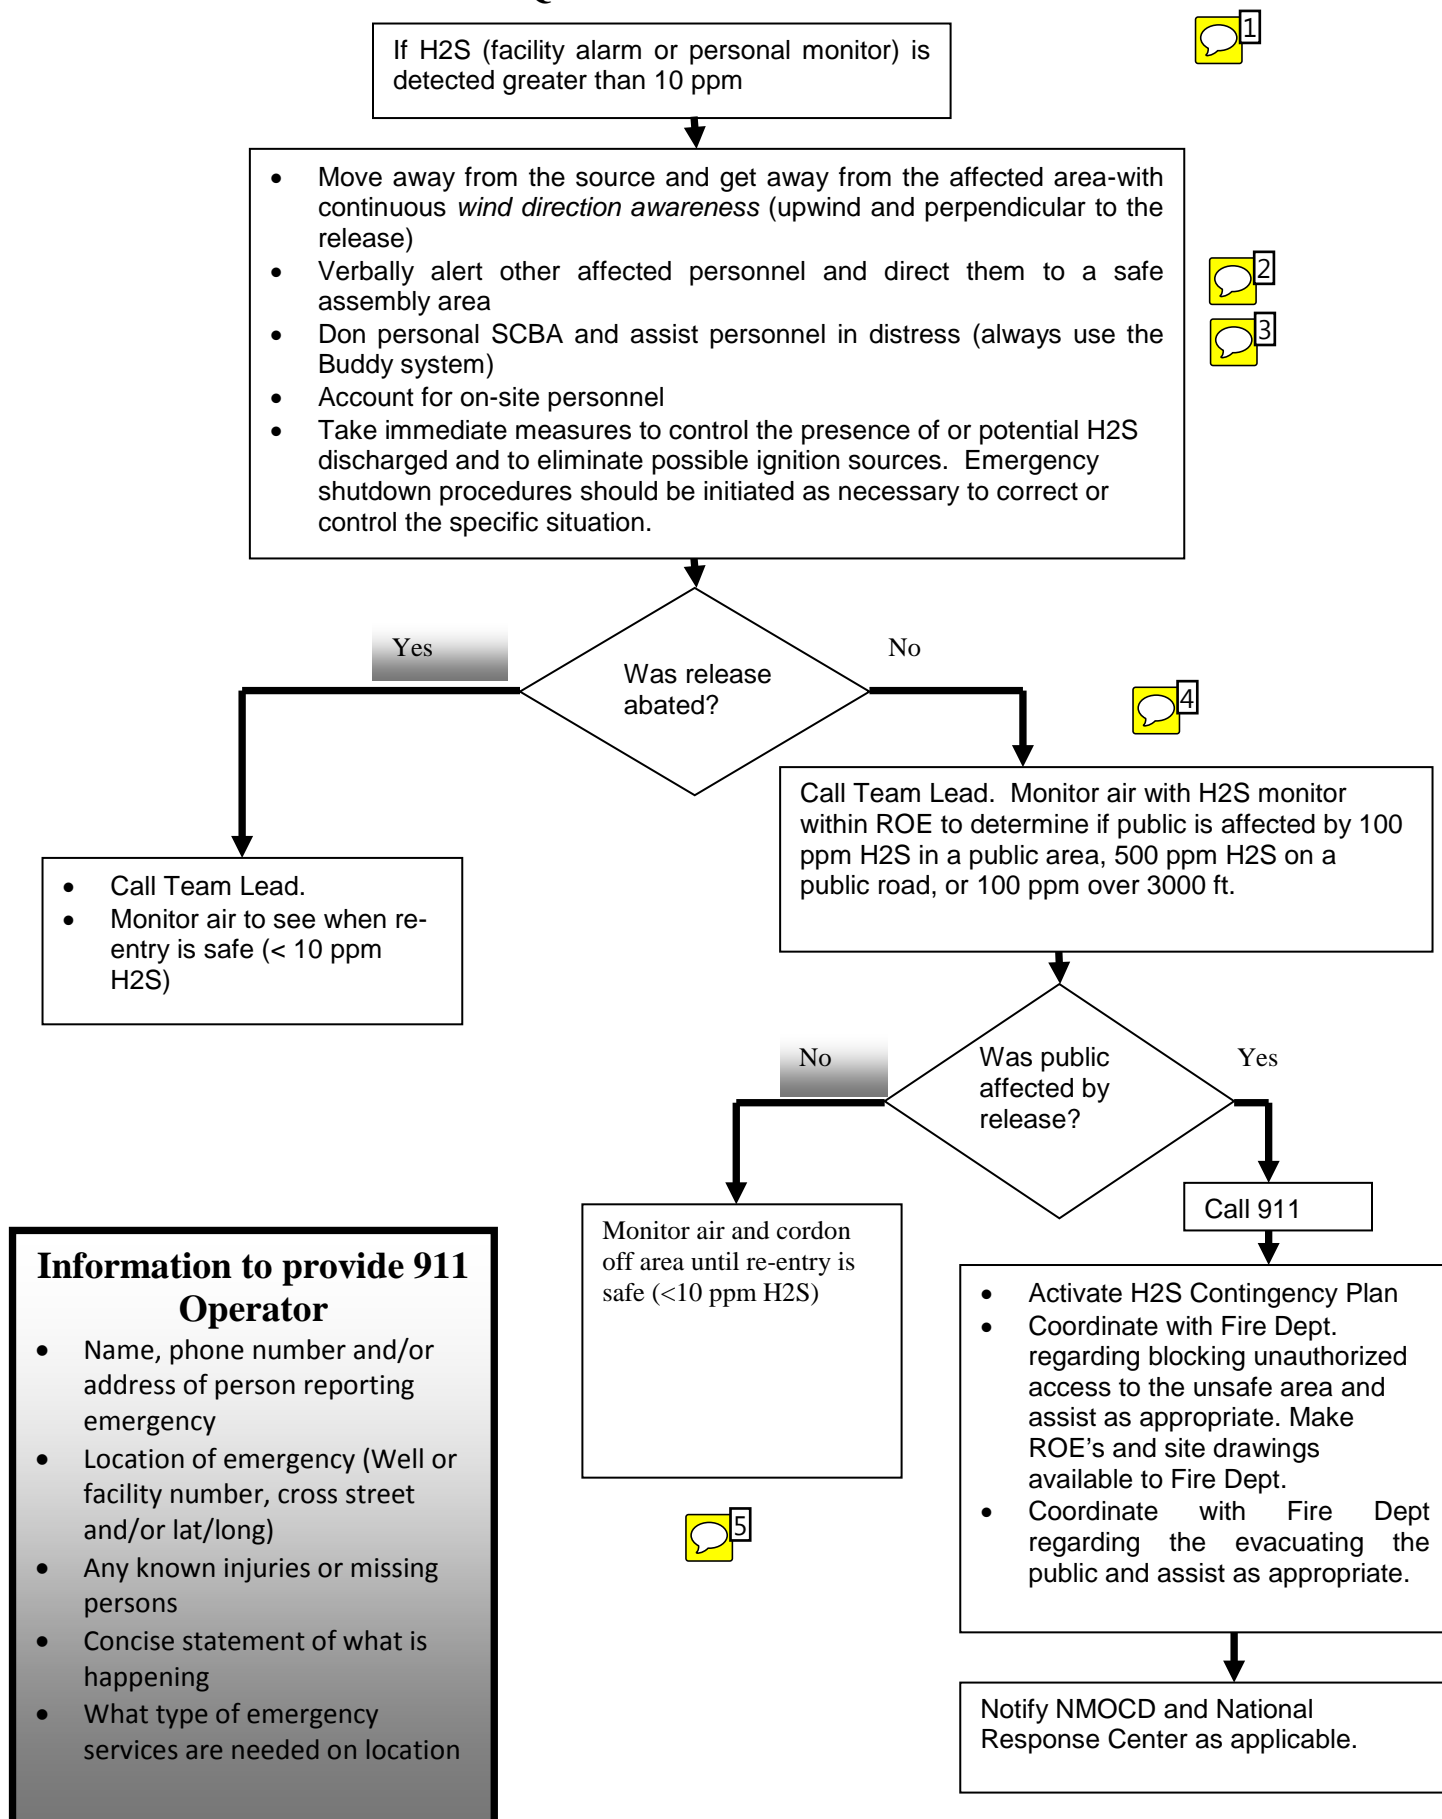 If H2S (facility alarm or personal monitor) is
detected greater than 10 ppm
1
• Move away from the source and get away from the affected area-with
continuous wind direction awareness (upwind and perpendicular to the
release)
• Verbally alert other affected personnel and direct them to a safe
assembly area
2
• Don personal SCBA and assist personnel in distress (always use the
Buddy system)
3
• Account for on-site personnel
• Take immediate measures to control the presence of or potential H2S
discharged and to eliminate possible ignition sources. Emergency
shutdown procedures should be initiated as necessary to correct or
control the specific situation.
Yes
Was release
abated?
No
4
• Call Team Lead.
• Monitor air to see when re-
entry is safe (< 10 ppm
H2S)
Call Team Lead. Monitor air with H2S monitor
within ROE to determine if public is affected by 100
ppm H2S in a public area, 500 ppm H2S on a
public road, or 100 ppm over 3000 ft.
No
Was public
affected by
release?
Yes
Monitor air and cordon
off area until re-entry is
safe (<10 ppm H2S)
5
Call 911
• Activate H2S Contingency Plan
• Coordinate with Fire Dept.
regarding blocking unauthorized
access to the unsafe area and
assist as appropriate. Make
ROE's and site drawings
available to Fire Dept.
• Coordinate with Fire Dept
regarding the evacuating the
public and assist as appropriate.
Notify NMOCD and National
Response Center as applicable.
Information to provide 911
Operator
• Name, phone number and/or
address of person reporting
emergency
• Location of emergency (Well or
facility number, cross street
and/or lat/long)
• Any known injuries or missing
persons
• Concise statement of what is
happening
• What type of emergency
services are needed on location